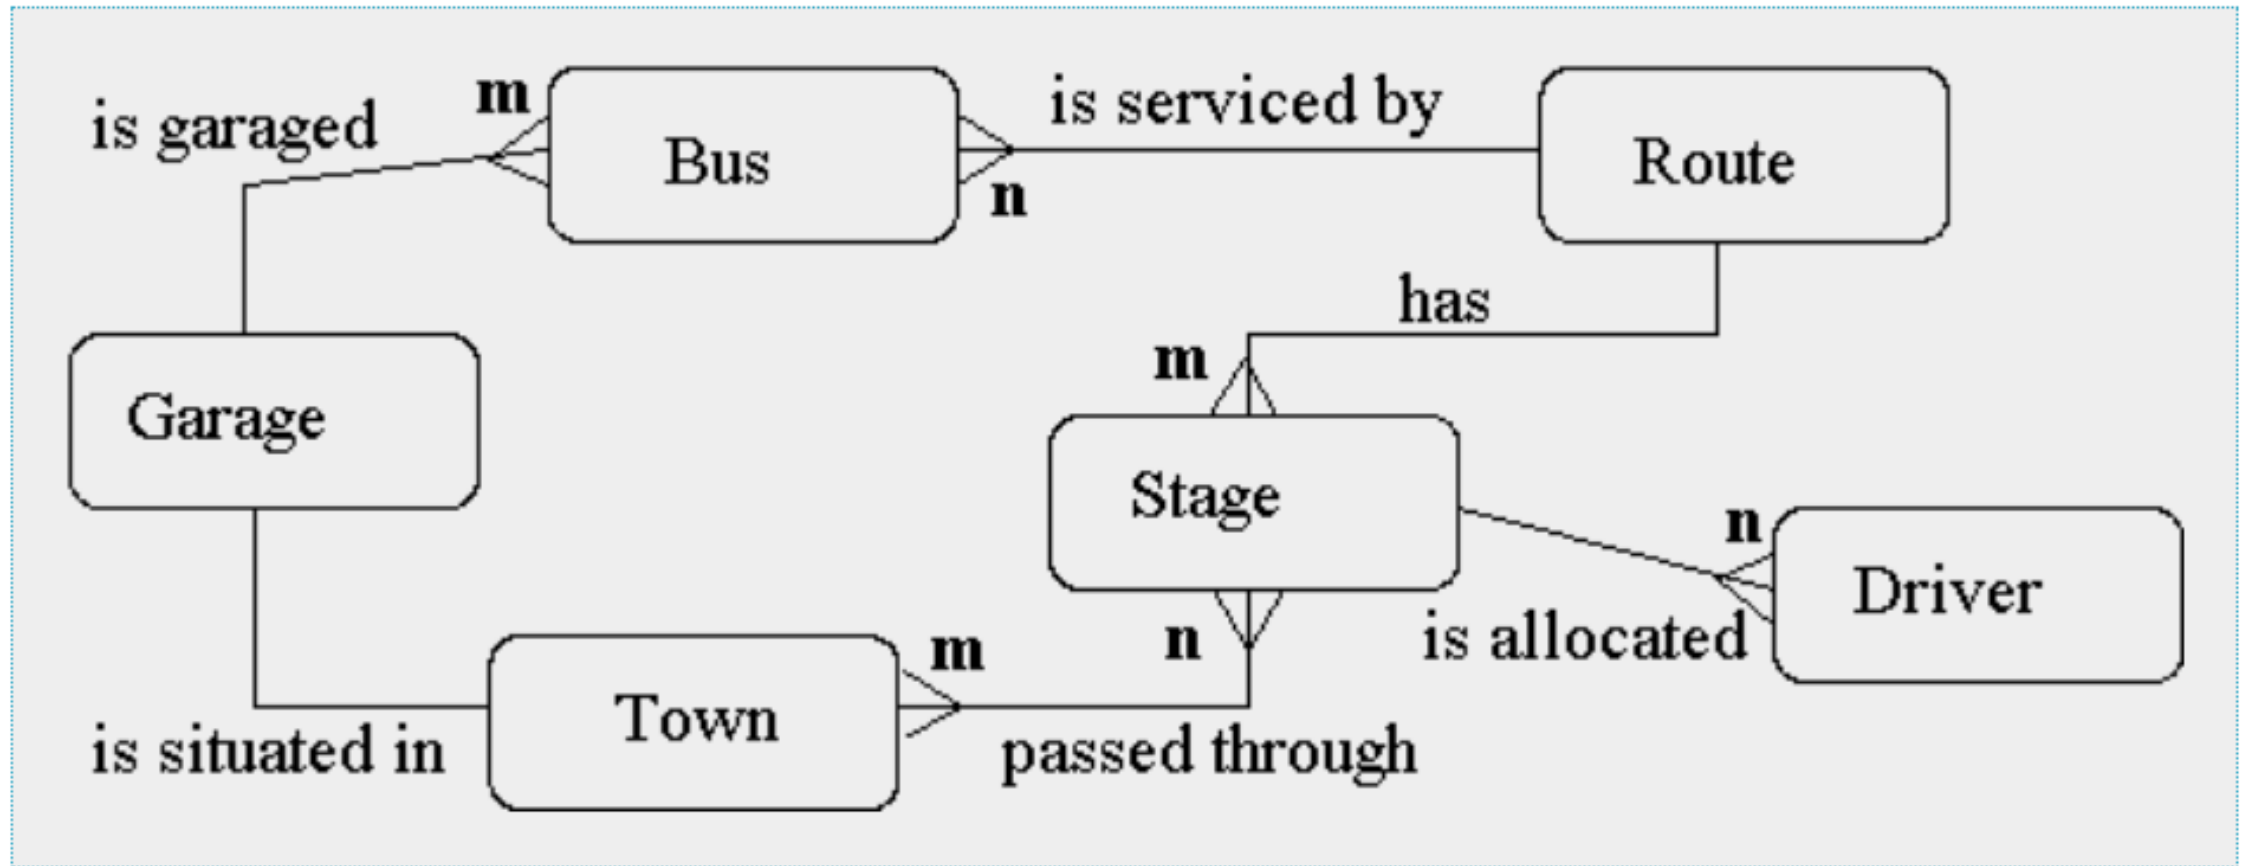 is garaged
m
Bus
is serviced by
n
Route
has
m
Garage
Stage
n
Driver
is allocated
n
m
Town
is situated in
passed through